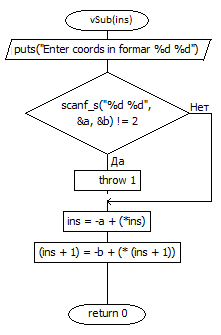 vSub(ins)
puts("Enter coords in formar %d %d")
scanf_s("%d %d",
&a, &b) != 2
Нет
Да
throw 1
ins = -a + (*ins)
(ins + 1) = -b + (* (ins + 1))
return 0